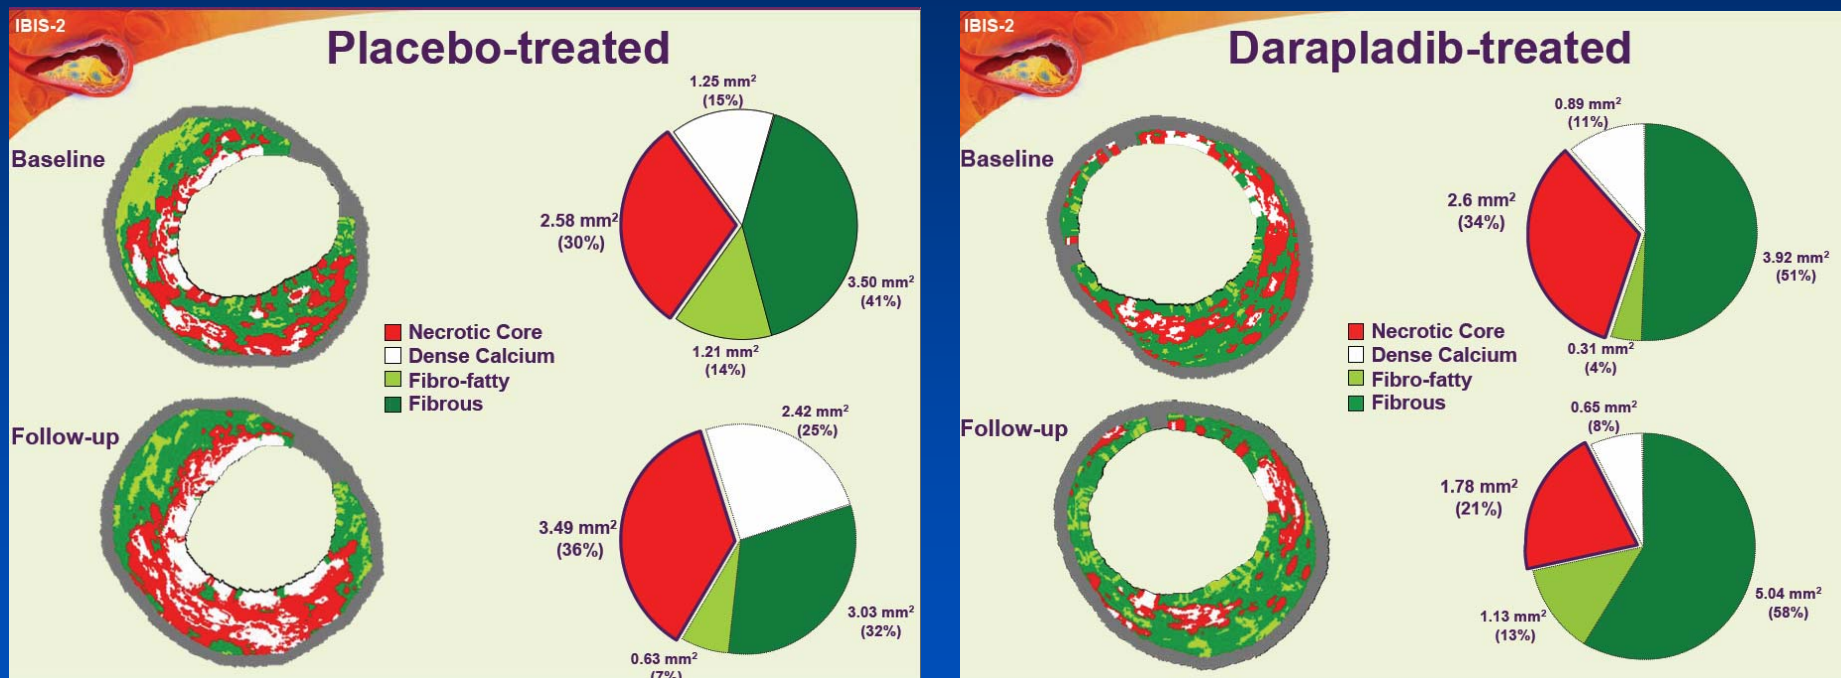 IBIS-2
Placebo-treated
Baseline
1.25 mm²
(15%)
2.58 mm²
(30%)
3.50 mm²
(41%)
1.21 mm²
(14%)
Necrotic Core
Dense Calcium
Fibro-fatty
Fibrous
Follow-up
2.42 mm²
(25%)
3.49 mm²
(36%)
3.03 mm²
(32%)
0.63 mm²
(7%)
IBIS-2
Darapladib-treated
Baseline
0.89 mm²
(11%)
2.6 mm²
(34%)
3.92 mm²
(51%)
0.31 mm²
(4%)
Necrotic Core
Dense Calcium
Fibro-fatty
Fibrous
Follow-up
0.65 mm²
(8%)
1.78 mm²
(21%)
5.04 mm²
(58%)
1.13 mm²
(13%)